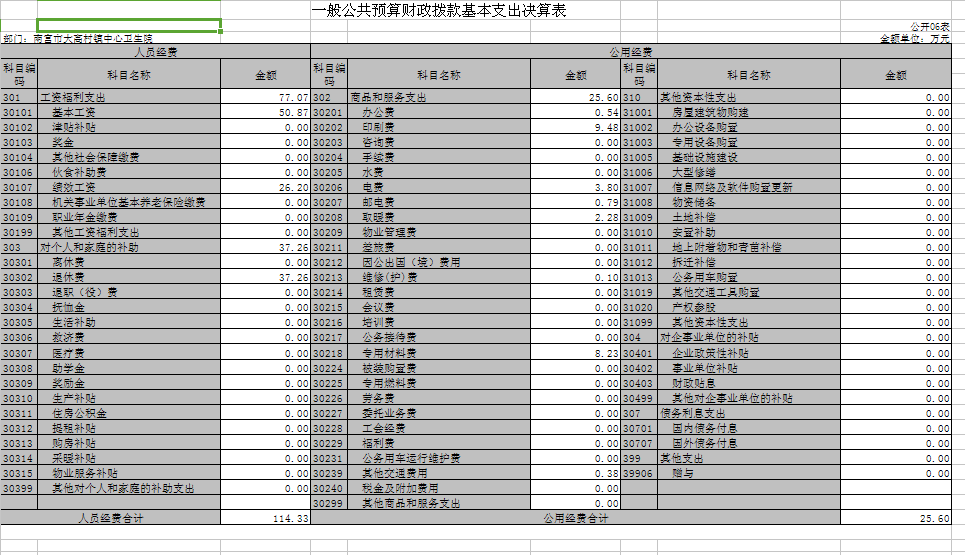 一般公共预算财政拨款基本支出决算表
公开06表
部门：南宫市大高村镇中心卫生院 金额单位：万元
人员经费 公用经费
科目编码 科目名称 金额 科目编码 科目名称 金额 科目编码 科目名称 金额
301 工资福利支出 77.07 302 商品和服务支出 25.60 310 其他资本性支出 0.00
30101 基本工资 50.87 30201 办公费 0.54 31001 房屋建筑物购建 0.00
30102 津贴补贴 0.00 30202 印刷费 9.48 31002 办公设备购置 0.00
30103 奖金 0.00 30203 咨询费 0.00 31003 专用设备购置 0.00
30104 其他社会保障缴费 0.00 30204 手续费 0.00 31005 基础设施建设 0.00
30106 伙食补助费 0.00 30205 水费 0.00 31006 大型修缮 0.00
30107 绩效工资 26.20 30206 电费 3.80 31007 信息网络及软件购置更新 0.00
30108 机关事业单位基本养老保险缴费 0.00 30207 邮电费 0.79 31008 物资储备 0.00
30109 职业年金缴费 0.00 30208 取暖费 2.28 31009 土地补偿 0.00
30199 其他工资福利支出 0.00 30209 物业管理费 0.00 31010 安置补助 0.00
303 对个人和家庭的补助 37.26 30211 差旅费 0.00 31011 地上附着物和青苗补偿 0.00
30301 离休费 0.00 30212 因公出国（境）费用 0.00 31012 拆迁补偿 0.00
30302 退休费 37.26 30213 维修(护)费 0.10 31013 公务用车购置 0.00
30303 退职（役）费 0.00 30214 租赁费 0.00 31019 其他交通工具购置 0.00
30304 抚恤金 0.00 30215 会议费 0.00 31020 产权参股 0.00
30305 生活补助 0.00 30216 培训费 0.00 31099 其他资本性支出 0.00
30306 救济费 0.00 30217 公务接待费 0.00 304 对企事业单位的补贴 0.00
30307 医疗费 0.00 30218 专用材料费 8.23 30401 企业政策性补贴 0.00
30308 助学金 0.00 30224 被装购置费 0.00 30402 事业单位补贴 0.00
30309 奖励金 0.00 30225 专用燃料费 0.00 30403 财政贴息 0.00
30310 生产补贴 0.00 30226 劳务费 0.00 30499 其他对企事业单位的补贴 0.00
30311 住房公积金 0.00 30227 委托业务费 0.00 307 债务利息支出 0.00
30312 提租补贴 0.00 30228 工会经费 0.00 30701 国内债务付息 0.00
30313 购房补贴 0.00 30229 福利费 0.00 30707 国外债务付息 0.00
30314 采暖补贴 0.00 30231 公务用车运行维护费 0.00 399 其他支出 0.00
30315 物业服务补贴 0.00 30239 其他交通费用 0.38 39906 赠与 0.00
30399 其他对个人和家庭的补助支出 0.00 30240 税金及附加费用 0.00
30299 其他商品和服务支出 0.00
人员经费合计 114.33 公用经费合计 25.60